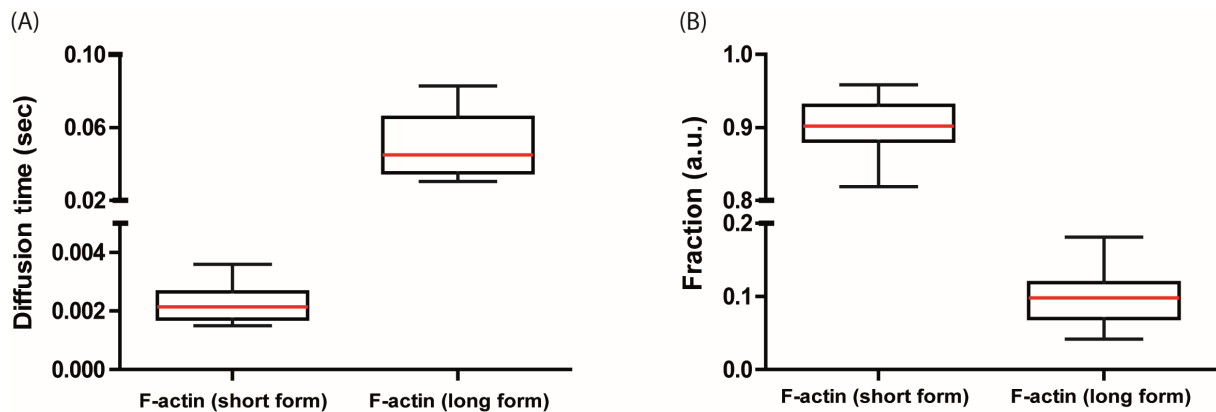 (A)
Diffusion time (sec)
0.10
0.06
0.02
0.004
0.002
0.000
F-actin (short form)
F-actin (long form)
(B)
Fraction (a.u.)
1.0
0.9
0.8
0.2
0.1
0.0
F-actin (short form)
F-actin (long form)